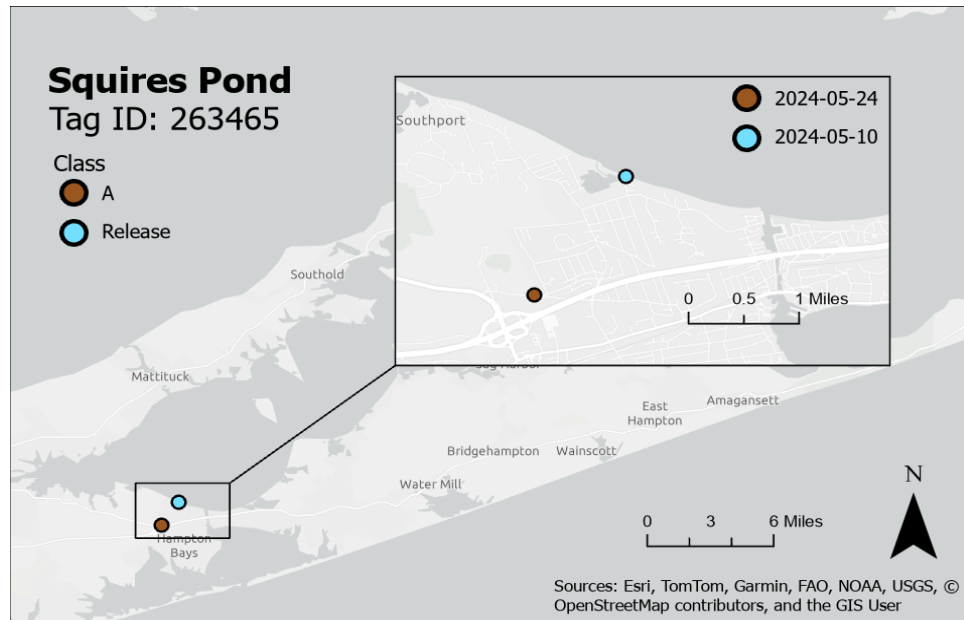 Squires Pond
Tag ID: 263465
Class
A
Release
2024-05-24
2024-05-10
Southport
0 0.5 1 Miles
Southold
Mattituck
Sag Harbor
Amagansett
East
Hampton
Bridgehampton
Wainscott
Water Mill
Hampton
Bays
N
0 3 6 Miles
Sources: Esri, TomTom, Garmin, FAO, NOAA, USGS, ©
OpenStreetMap contributors, and the GIS User